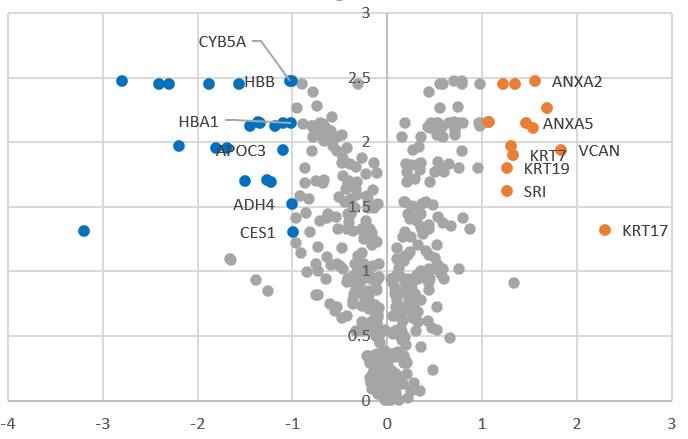 3
CYB5A
2.5
HBB
ANXA2
HBA1
ANXA5
2
APOC3
KRT7
VCAN
KRT19
1.5
SRI
ADH4
CES1
KRT17
1
0.5
0
-4 -3 -2 -1 0 1 2 3